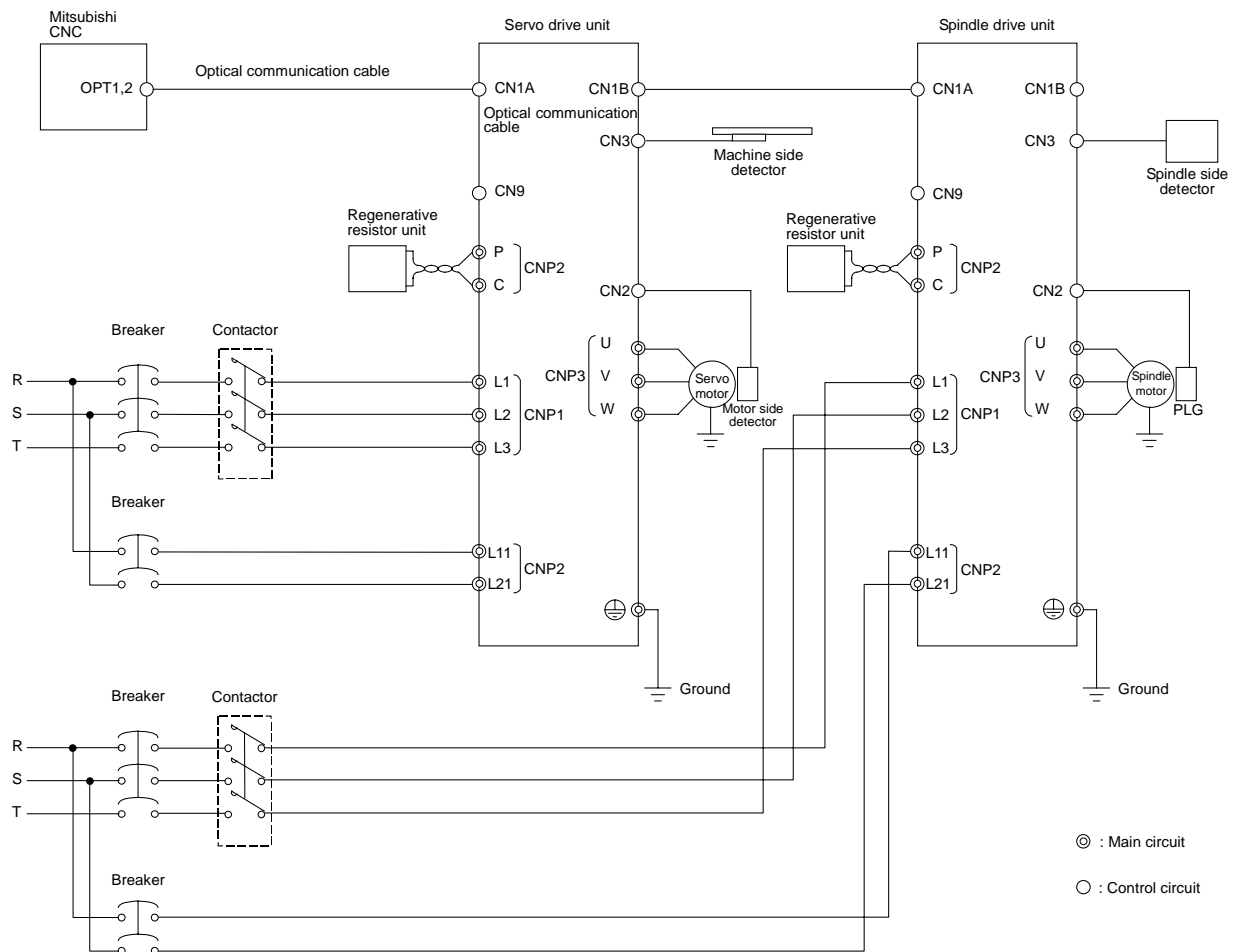 Mitsubishi
CNC
Servo drive unit
Spindle drive unit
OPT1,2
Optical communication cable
CN1A
CN1B
CN1A
CN1B
Optical communication
cable
CN3
Machine side
detector
CN3
Spindle side
detector
CN9
CN9
Regenerative
resistor unit
P
C
CNP2
Regenerative
resistor unit
P
C
CNP2
CN2
CN2
Breaker
Contactor
R
S
T
L1
L2
L3
CNP1
CNP3
U
V
W
Servo
motor
Motor side
detector
L1
L2
L3
CNP1
CNP3
U
V
W
Spindle
motor
PLG
Breaker
L11
L21
CNP2
L11
L21
CNP2
Ground
Ground
Breaker
Contactor
R
S
T
Breaker
: Main circuit
: Control circuit